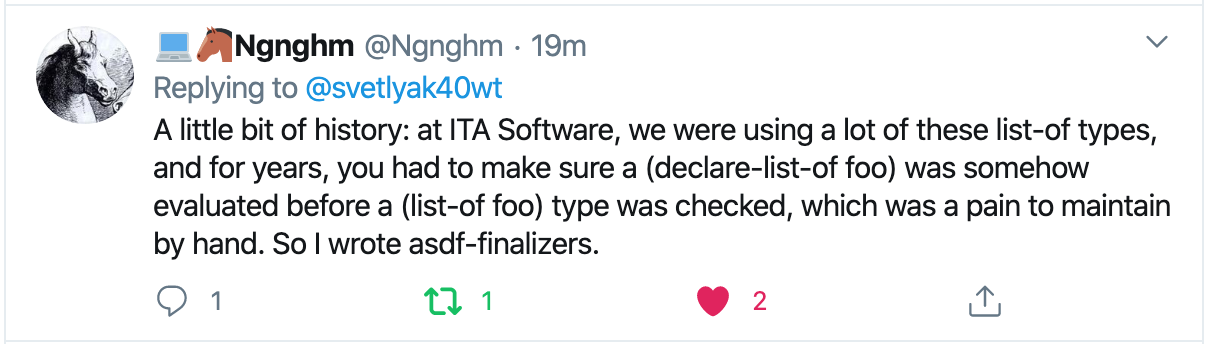 💻🐴Ngnghm @Ngnghm · 19m
Replying to @svetlyak40wt
A little bit of history: at ITA Software, we were using a lot of these list-of types,
and for years, you had to make sure a (declare-list-of foo) was somehow
evaluated before a (list-of foo) type was checked, which was a pain to maintain
by hand. So I wrote asdf-finalizers.
1 1 2